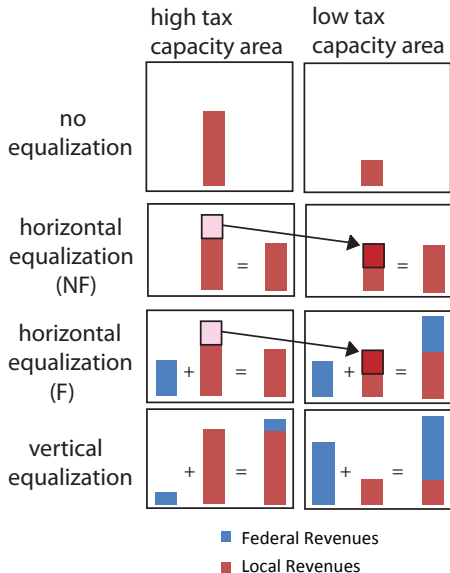 high tax
capacity area
low tax
capacity area
no
equalization
horizontal
equalization
(NF)
=
=
horizontal
equalization
(F)
+ =
+ =
vertical
equalization
+ =
+ =
Federal Revenues
Local Revenues